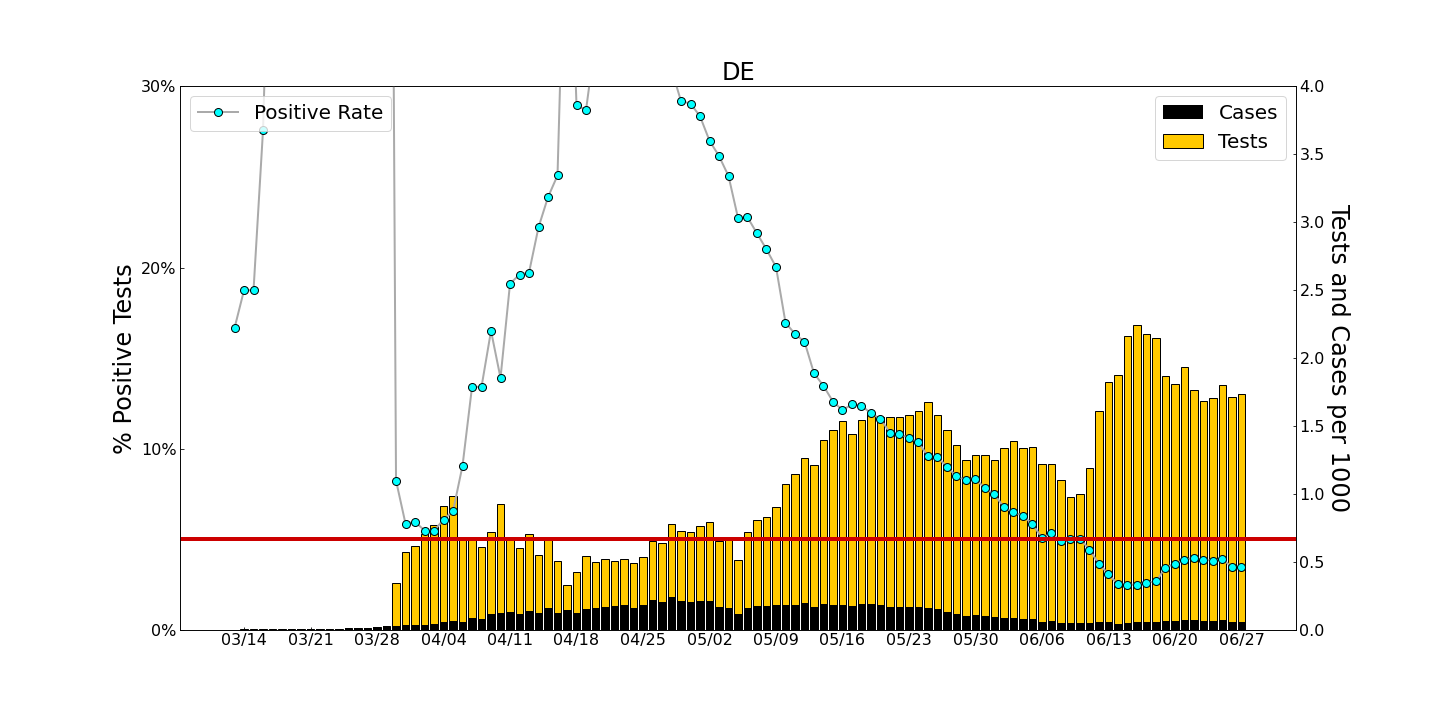 DE
30%
20%
10%
0%
% Positive Tests
Positive Rate
Cases
Tests
4.0
3.5
3.0
2.5
2.0
1.5
1.0
0.5
0.0
Tests and Cases per 1000
03/14 03/21 03/28 04/04 04/11 04/18 04/25 05/02 05/09 05/16 05/23 05/30 06/06 06/13 06/20 06/27